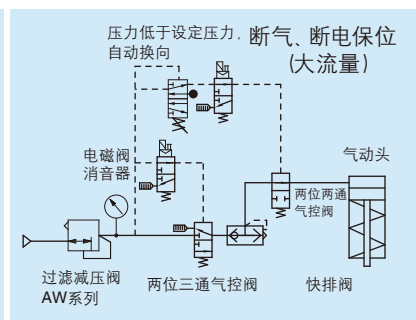 压力低于设定压力,
自动换向
断气、断电保位
(大流量)
电磁阀
消音器
气动头
两位两通
气控阀
过滤减压阀
AW系列
两位三通气控阀
快排阀